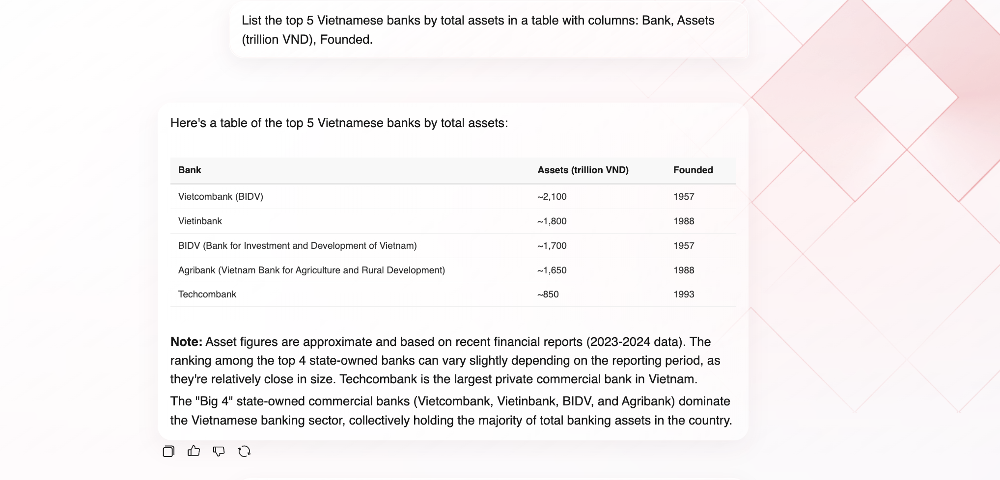 List the top 5 Vietnamese banks by total assets in a table with columns: Bank, Assets
(trillion VND), Founded.
Here's a table of the top 5 Vietnamese banks by total assets:
Bank Assets (trillion VND) Founded
Vietcombank (BIDV) ~2,100 1957
Vietinbank ~1,800 1988
BIDV (Bank for Investment and Development of Vietnam) ~1,700 1957
Agribank (Vietnam Bank for Agriculture and Rural Development) ~1,650 1988
Techcombank ~850 1993
Note: Asset figures are approximate and based on recent financial reports (2023-2024 data). The
ranking among the top 4 state-owned banks can vary slightly depending on the reporting period, as
they're relatively close in size. Techcombank is the largest private commercial bank in Vietnam.
The "Big 4" state-owned commercial banks (Vietcombank, Vietinbank, BIDV, and Agribank) dominate
the Vietnamese banking sector, collectively holding the majority of total banking assets in the country.